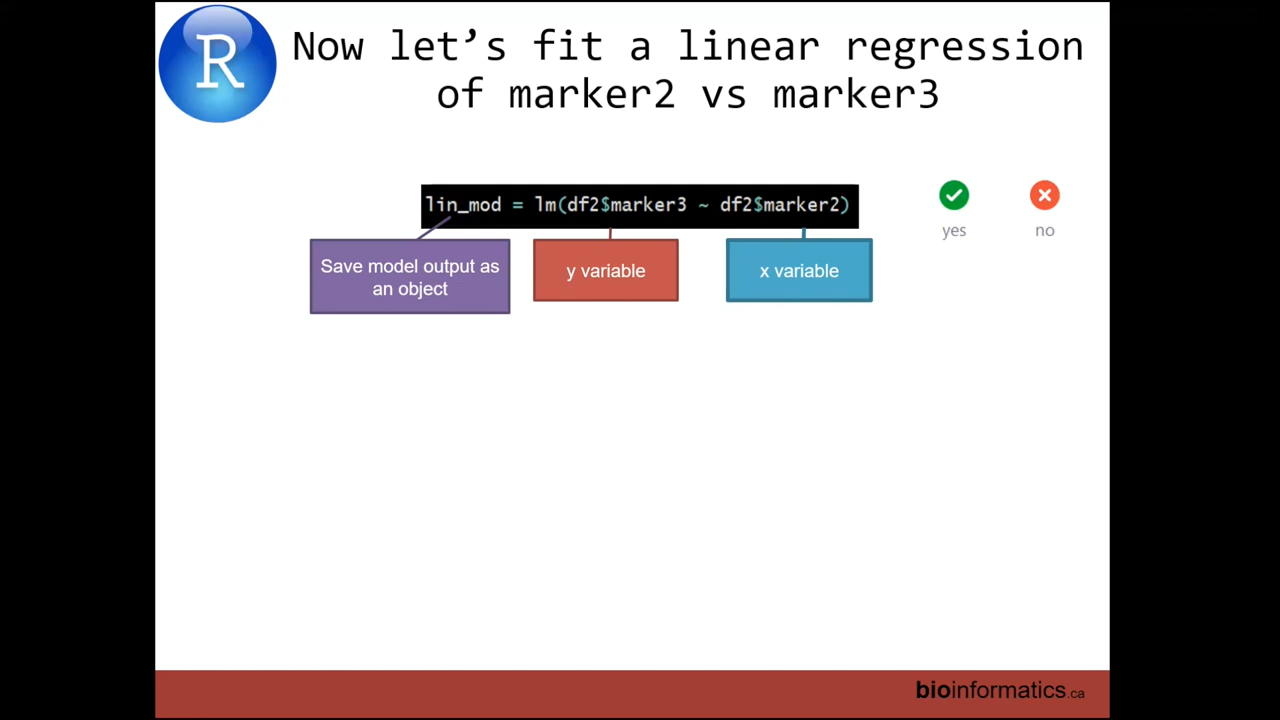 R
Now let’s fit a linear regression
of marker2 vs marker3
lin_mod = lm(df2$marker3 ~ df2$marker2)
yes
no
Save model output as
an object
y variable
x variable
bioinformatics.ca